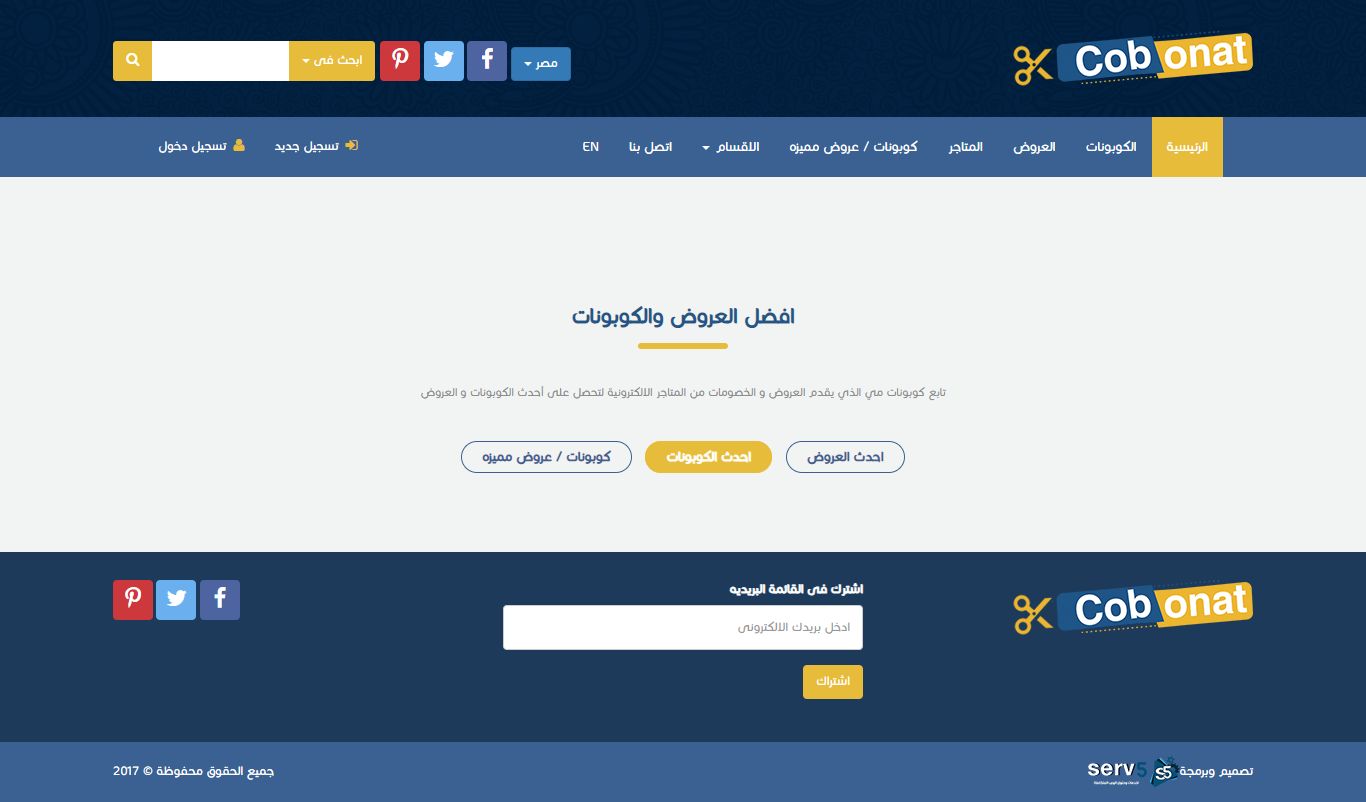 Cobonat
مصر
ابحث فى
الرئيسية
الكوبونات
العروض
المتاجر
كوبونات / عروض مميزه
الاقسام
اتصل بنا
EN
تسجيل جديد
تسجيل دخول
افضل العروض والكوبونات
تابع كوبونات مي الذي يقدم العروض و الخصومات من المتاجر الالكترونية لتحصل على أحدث الكوبونات و العروض
احدث العروض
احدث الكوبونات
كوبونات / عروض مميزه
Cobonat
اشترك فى القائمة البريديه
ادخل بريدك الالكترونى
اشتراك
تصميم وبرمجة
S5
serv5
جميع الحقوق محفوظة © 2017